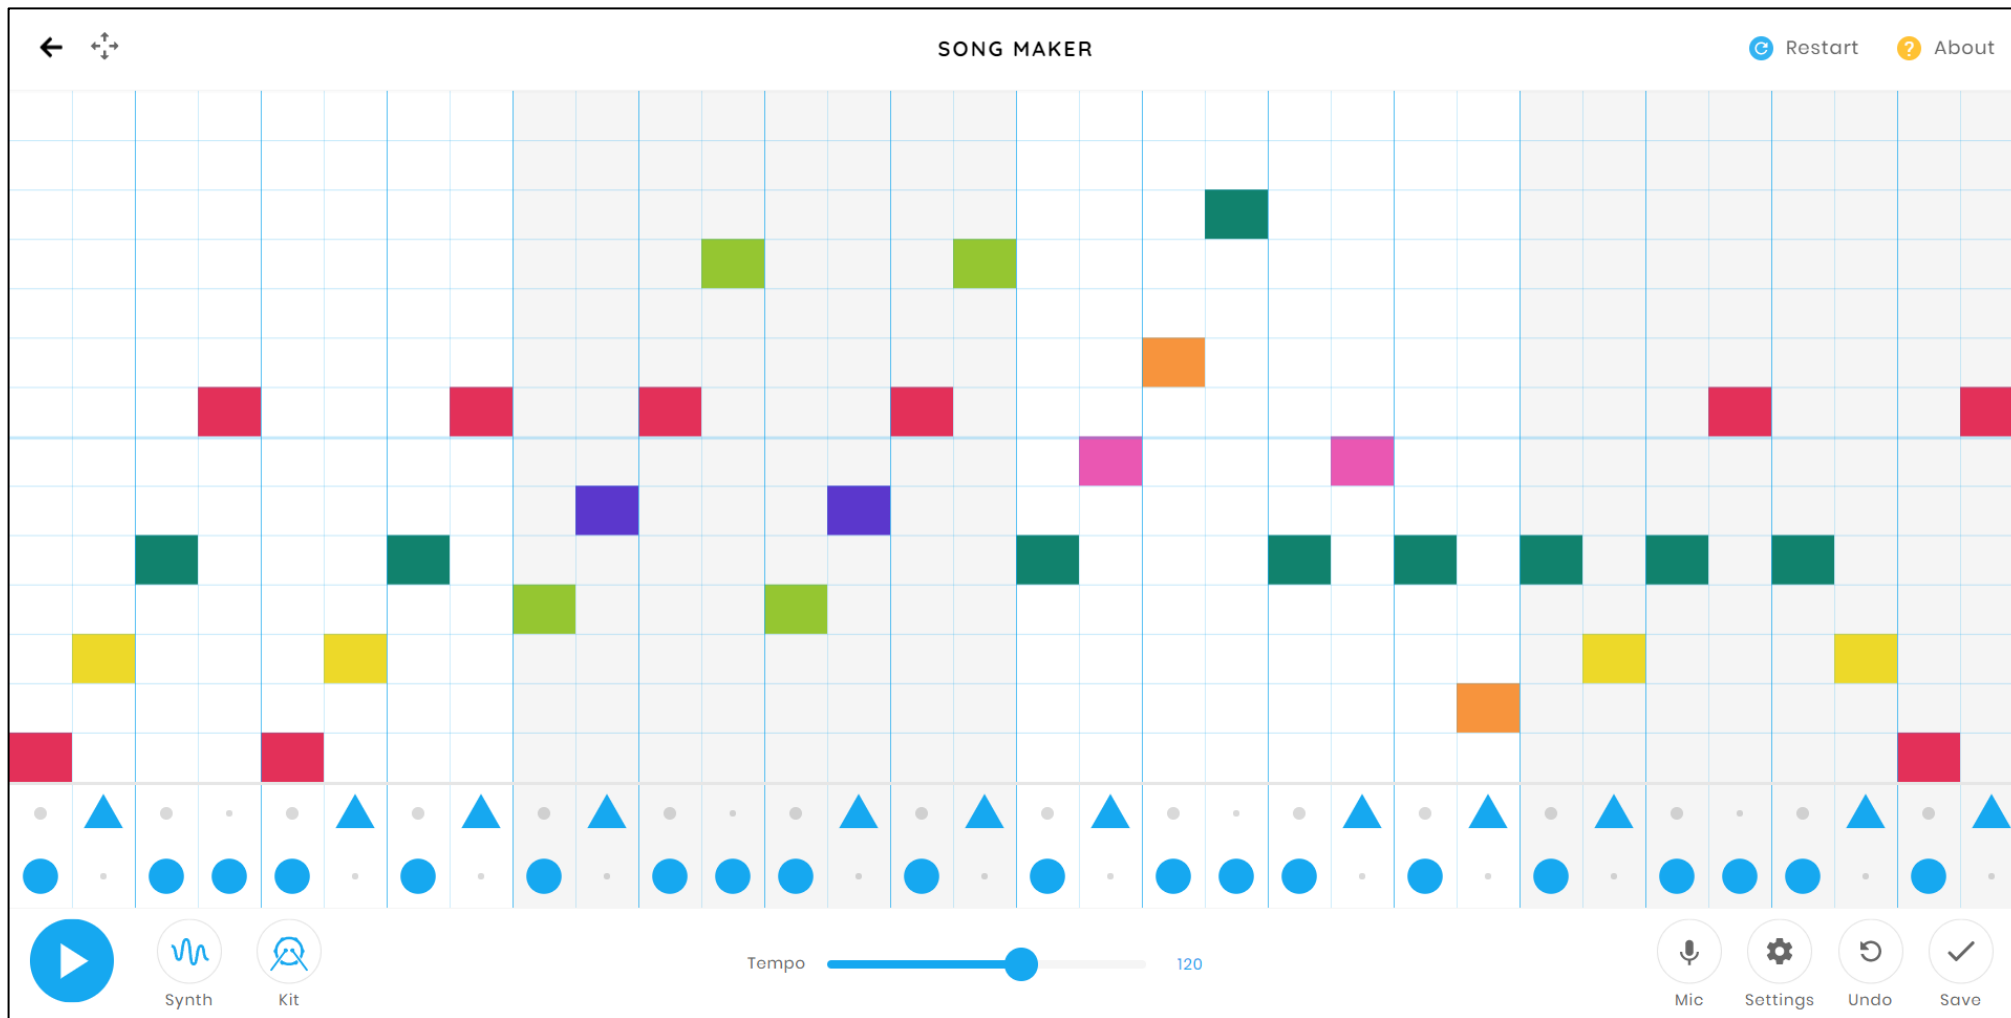 SONG MAKER
Restart
? About
Tempo
120
Synth
Kit
Mic
Settings
Undo
Save